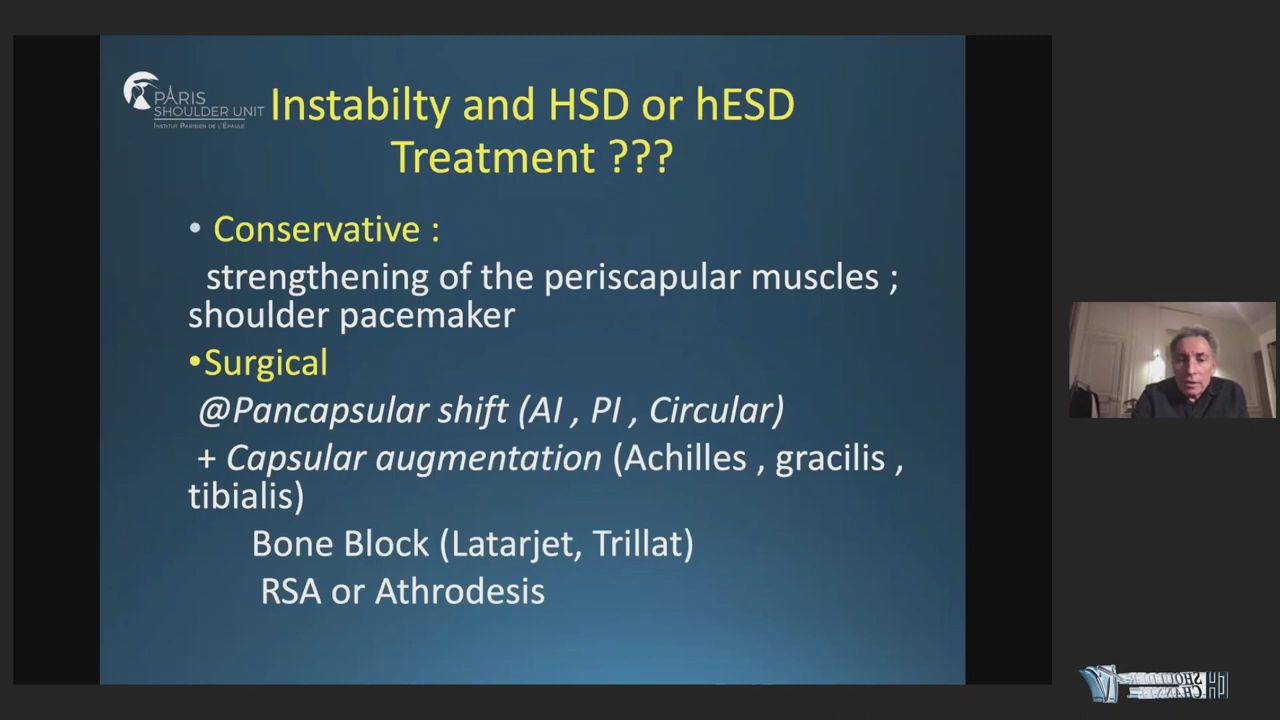 PARIS
SHOULDER UNIT
INSTITUT PARISIEN DE L'ÉPAULE
Instabilty and HSD or hESD
Treatment ???
• Conservative :
strengthening of the periscapular muscles ;
shoulder pacemaker
•Surgical
@Pancapsular shift (AI , PI , Circular)
+ Capsular augmentation (Achilles , gracilis ,
tibialis)
Bone Block (Latarjet, Trillat)
RSA or Athrodesis